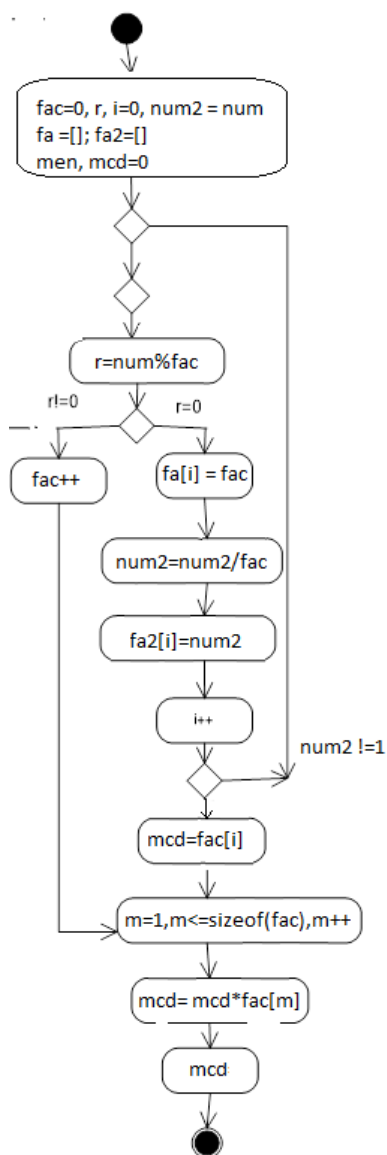 fac=0, r, i=0, num2 = num
fa =[]; fa2=[]
men, mcd=0
r=num%fac
r!=0
r=0
fac++
fa[i] = fac
num2=num2/fac
fa2[i]=num2
i++
num2 !=1
mcd=fac[i]
m=1,m<=sizeof(fac),m++
mcd= mcd*fac[m]
mcd